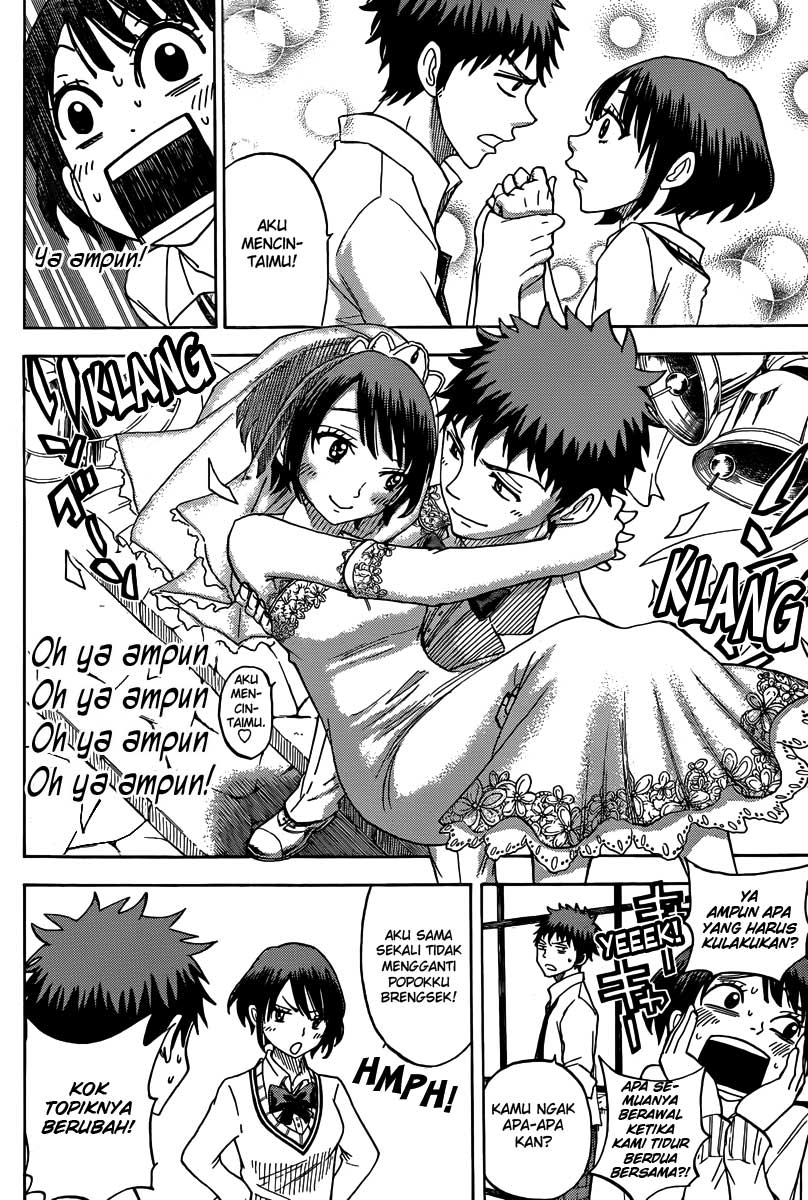 AKU
MENCIN-
TAIMU!
Ya ampun!
KLANG
KLANG
AKU
MEN-
CIN-
TAIMU.
♡
Oh ya ampun
Oh ya ampun
Oh ya ampun
Oh ya ampun!
YA
AMPUN APA
YANG HARUS
KULAKUKAN?
YEEEK!
APA SE-
MUANYA
BERAWAL
KETIKA
KAMI TIDUR
BERDUA
BERSAMA?!
KAMU NGAK
APA-APA
KAN?
AKU SAMA
SEKALI TIDAK
MENGGANTI
POPOKKU
BRENGSEK!
HMPH!
KOK
TOPIKNYA
BERUBAH!